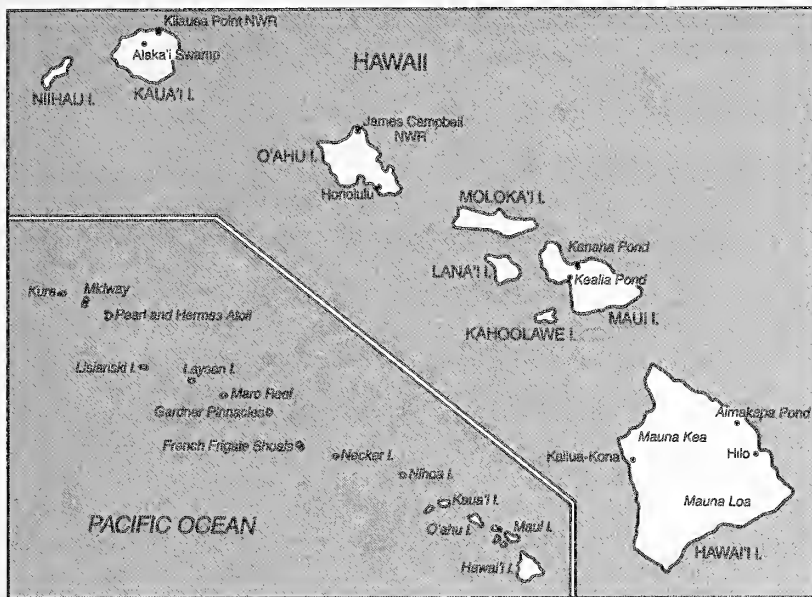 Kilauea Point NWR
Alaka'i Swamp
NIIHAU I.
KAUA'I I.
HAWAII
James Campbell
NWR
O'AHU I.
Honolulu
MOLOKA'I I.
Kanaha Pond
LANA'I I.
Kealia Pond
KAHOOLAWE I.
MAUI I.
Kure
Midway
Pearl and Hermes Atoll
Lisianski I.
Laysan I.
Maro Reef
Gardner Pinnacles
French Frigate Shoals
Necker I.
Nihoa I.
Kaua'i I.
O'ahu I.
Maui I.
Hawai'i I.
PACIFIC OCEAN
Aimakapa Pond
Mauna Kea
Kailua-Kona
Hilo
Mauna Loa
HAWAI'I I.